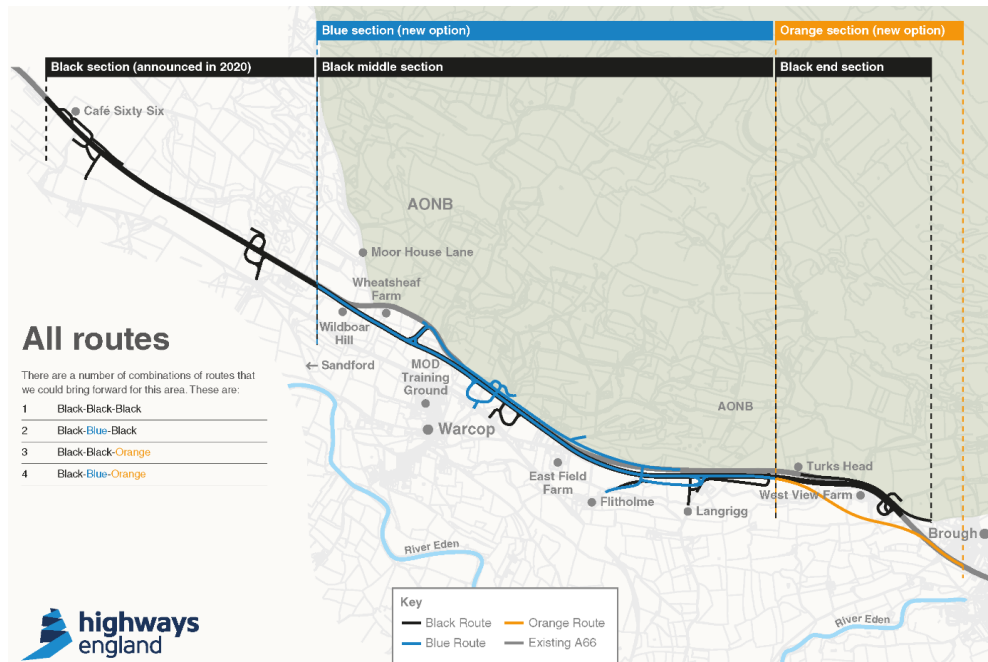 Blue section (new option)
Orange section (new option)
Black section (announced in 2020)
Black middle section
Black end section
Café Sixty Six
AONB
Moor House Lane
Wheatsheaf
Farm
Wildboar
Hill
← Sandford
MOD
Training
Ground
Warcop
AONB
East Field
Farm
Flitholme
Langrigg
Turks Head
West View Farm
Brough
River Eden
River Eden
All routes
There are a number of combinations of routes that
we could bring forward for this area. These are:
1 Black-Black-Black
2 Black-Blue-Black
3 Black-Black-Orange
4 Black-Blue-Orange
Key
Black Route
Orange Route
Blue Route
Existing A66
highways
england